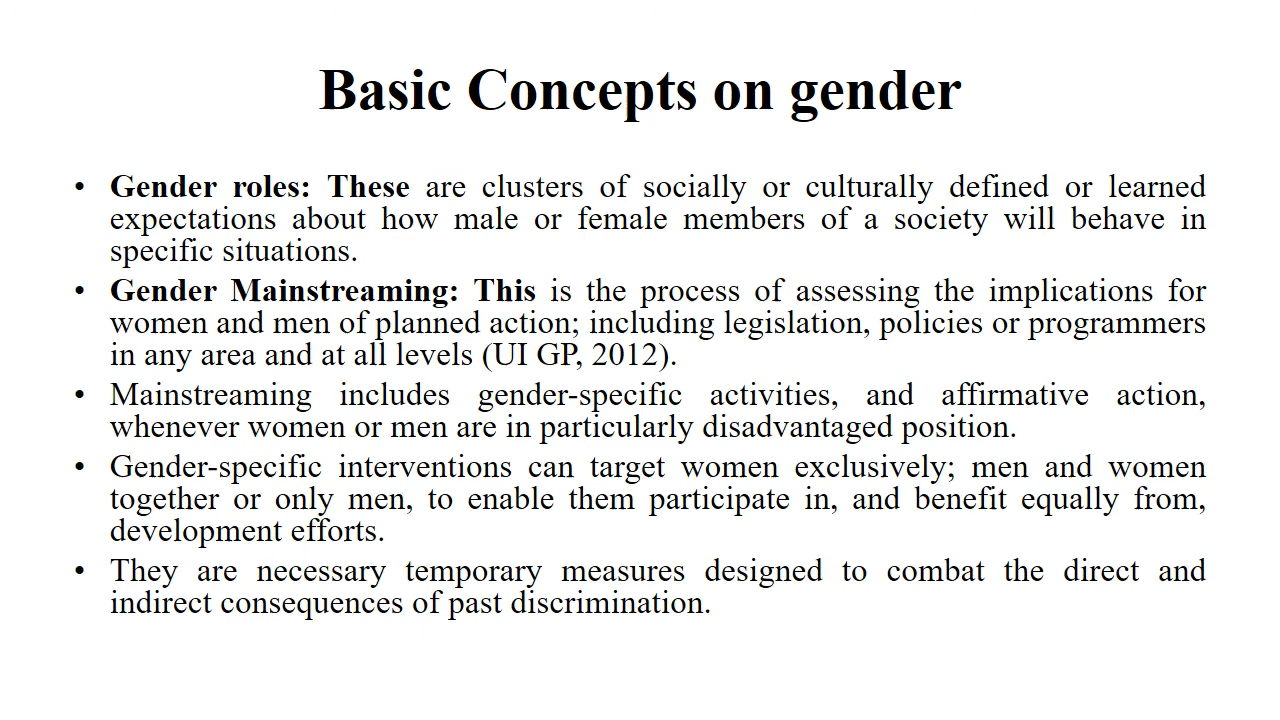 Basic Concepts on gender
• Gender roles: These are clusters of socially or culturally defined or learned
expectations about how male or female members of a society will behave in
specific situations.
• Gender Mainstreaming: This is the process of assessing the implications for
women and men of planned action; including legislation, policies or programmers
in any area and at all levels (UI GP, 2012).
• Mainstreaming includes gender-specific activities, and affirmative action,
whenever women or men are in particularly disadvantaged position.
• Gender-specific interventions can target women exclusively; men and women
together or only men, to enable them participate in, and benefit equally from,
development efforts.
• They are necessary temporary measures designed to combat the direct and
indirect consequences of past discrimination.